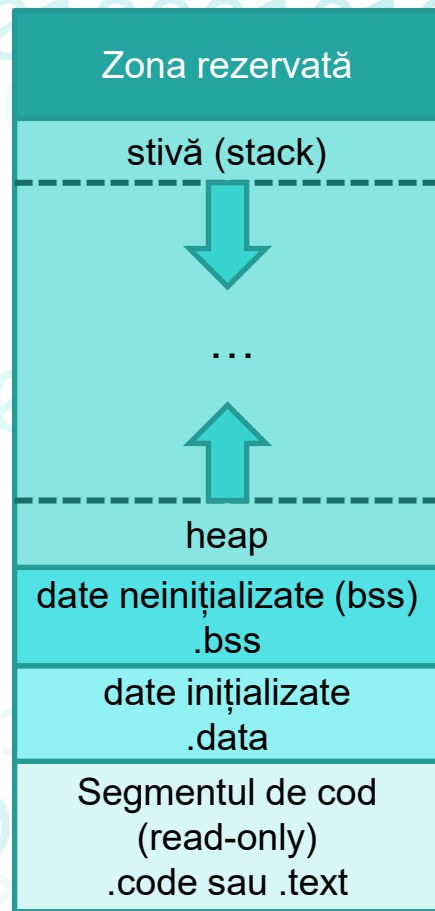 Zona rezervată
stivă (stack)
…
heap
date neinițializate (bss)
.bss
date inițializate
.data
Segmentul de cod
(read-only)
.code sau .text